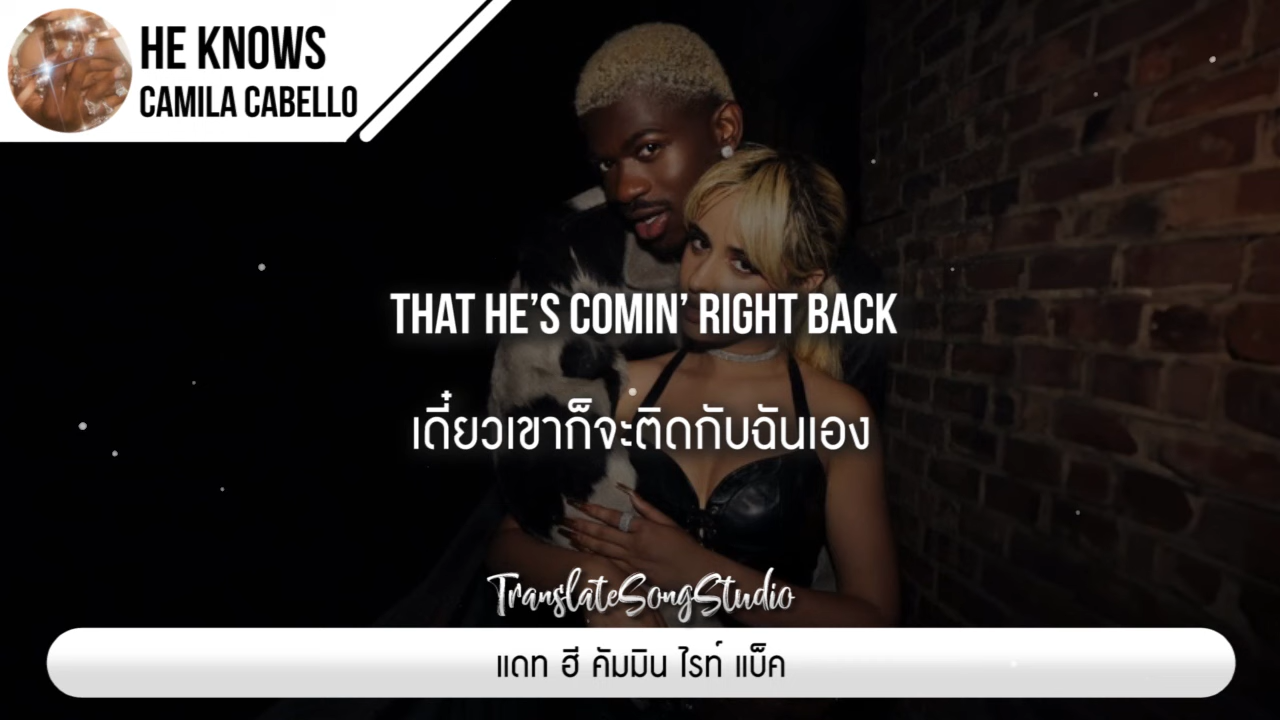 HE KNOWS
CAMILA CABELLO
THAT HE’S COMIN’ RIGHT BACK
เดี๋ยวเขาก็จะติดกับฉันเอง
TranslateSongStudio
แดท ฮี คัมมิน ไรท์ แบ็ค